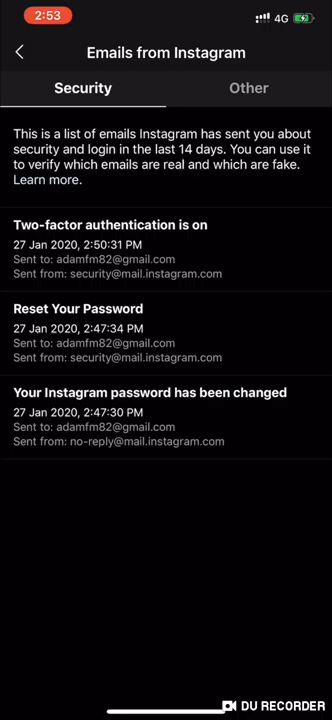 2:53
4G
Emails from Instagram
Security
Other
This is a list of emails Instagram has sent you about
security and login in the last 14 days. You can use it
to verify which emails are real and which are fake.
Learn more.
Two-factor authentication is on
27 Jan 2020, 2:50:31 PM
Sent to: adamfm82@gmail.com
Sent from: security@mail.instagram.com
Reset Your Password
27 Jan 2020, 2:47:34 PM
Sent to: adamfm82@gmail.com
Sent from: security@mail.instagram.com
Your Instagram password has been changed
27 Jan 2020, 2:47:30 PM
Sent to: adamfm82@gmail.com
Sent from: no-reply@mail.instagram.com
DU RECORDER